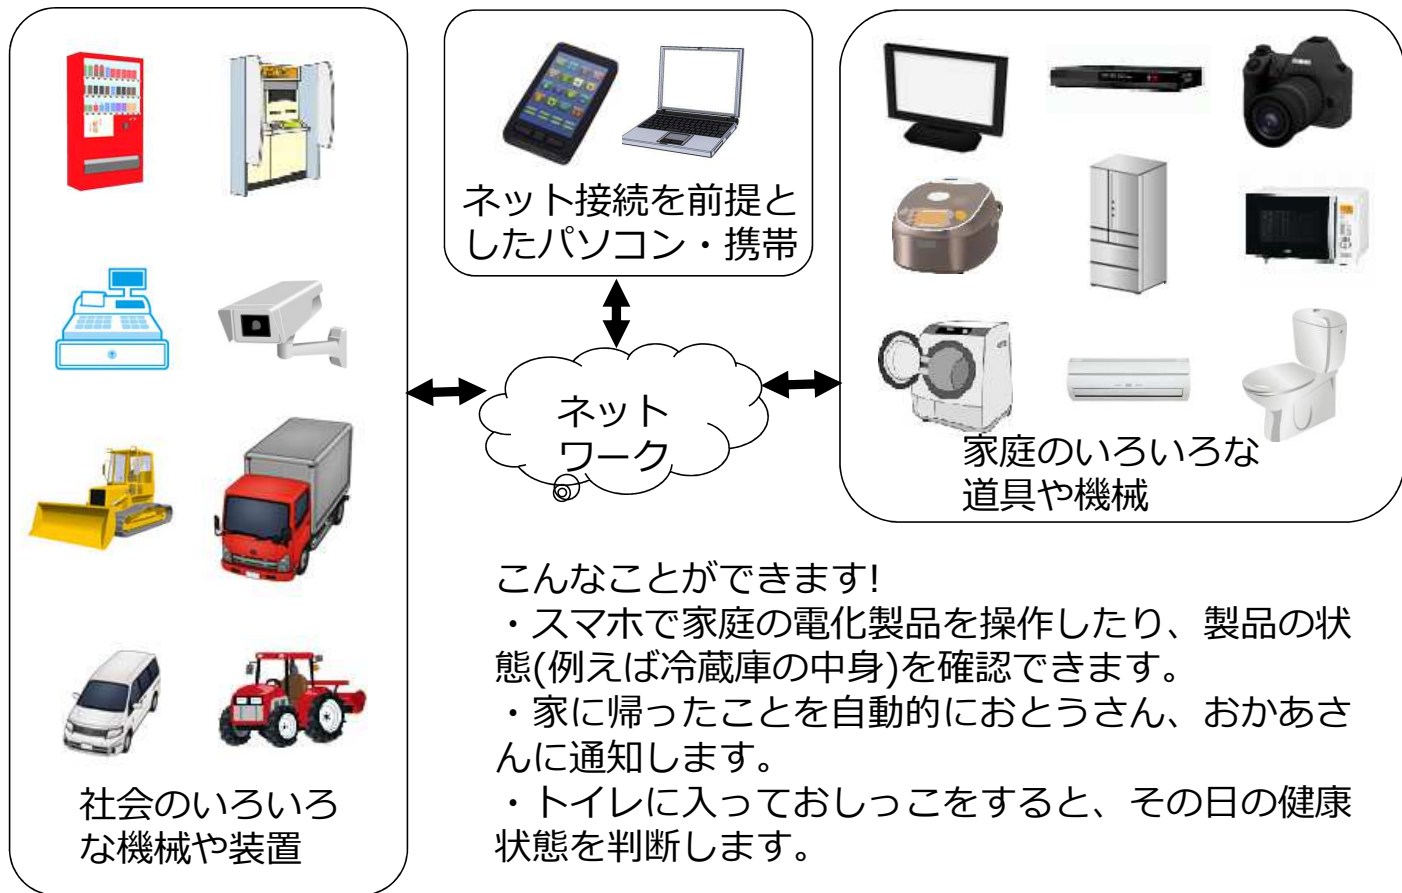 ネット接続を前提と
したパソコン・携帯
ネット
ワーク
家庭のいろいろな
道具や機械
社会のいろいろ
な機械や装置
こんなことができます!
・スマホで家庭の電化製品を操作したり、製品の状
態(例えば冷蔵庫の中身)を確認できます。
・家に帰ったことを自動的におとうさん、おかあさ
んに通知します。
・トイレに入っておしっこをすると、その日の健康
状態を判断します。